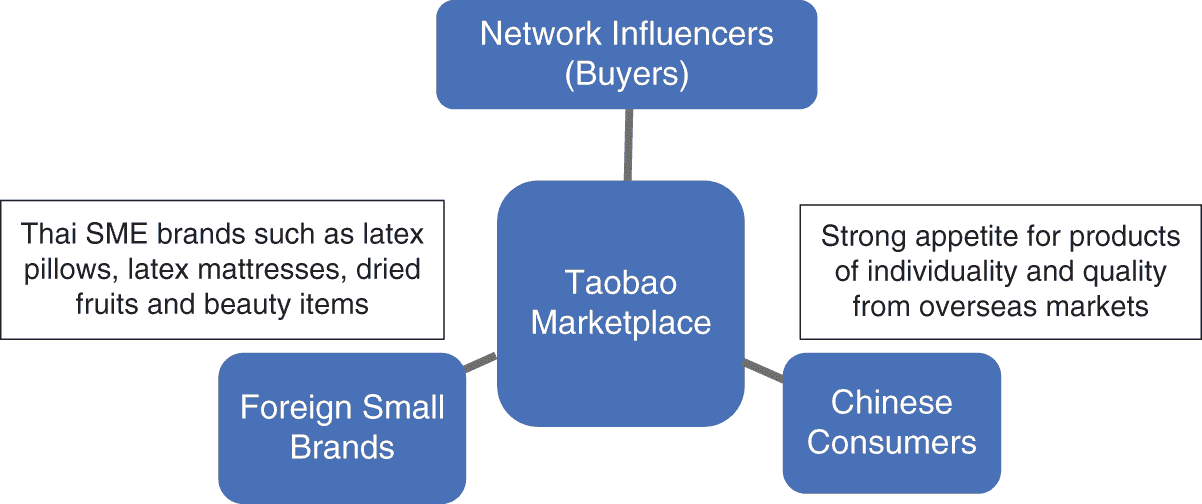 Network Influencers
(Buyers)
Thai SME brands such as latex
pillows, latex mattresses, dried
fruits and beauty items
Taobao
Marketplace
Strong appetite for products
of individuality and quality
from overseas markets
Foreign Small
Brands
Chinese
Consumers